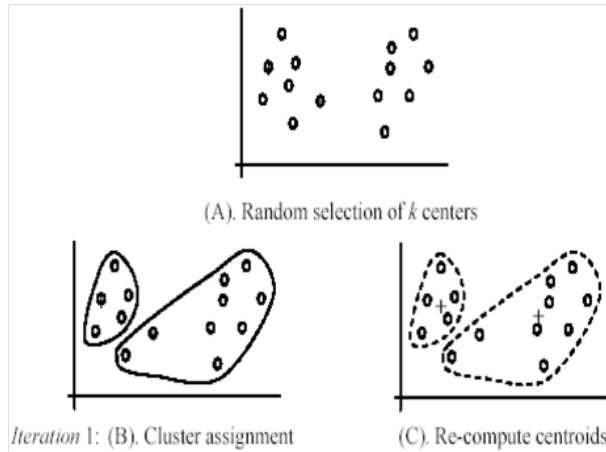 (A). Random selection of k centers
Iteration 1: (B). Cluster assignment
(C). Re-compute centroids